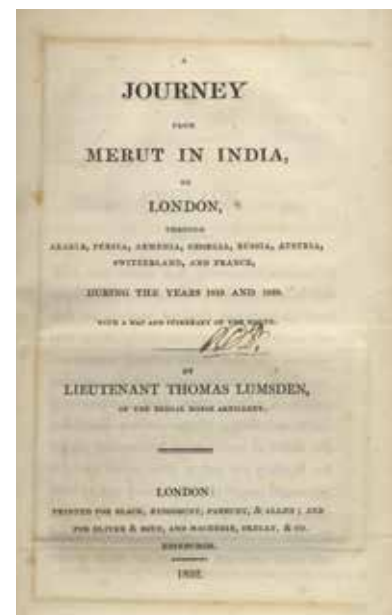 A
JOURNEY
FROM
MERUT IN INDIA,
TO
LONDON,
THROUGH
ARABIA, PERSIA, ARMENIA, GEORGIA, RUSSIA, AUSTRIA,
SWITZERLAND, AND FRANCE,
DURING THE YEARS AND
WITH A MAP AND ITINERARY OF THE ROUTE.
BY
LIEUTENANT THOMAS LUMSDEN,
OF THE BENGAL HORSE ARTILLERY.
LONDON:
PRINTED FOR BLACK, KINGSBURY, PARBURY, & ALLEN; AND
FOR OLIVER & BOYD, AND MACREDIE, SKELLY, & CO.
EDINBURGH.
1822.